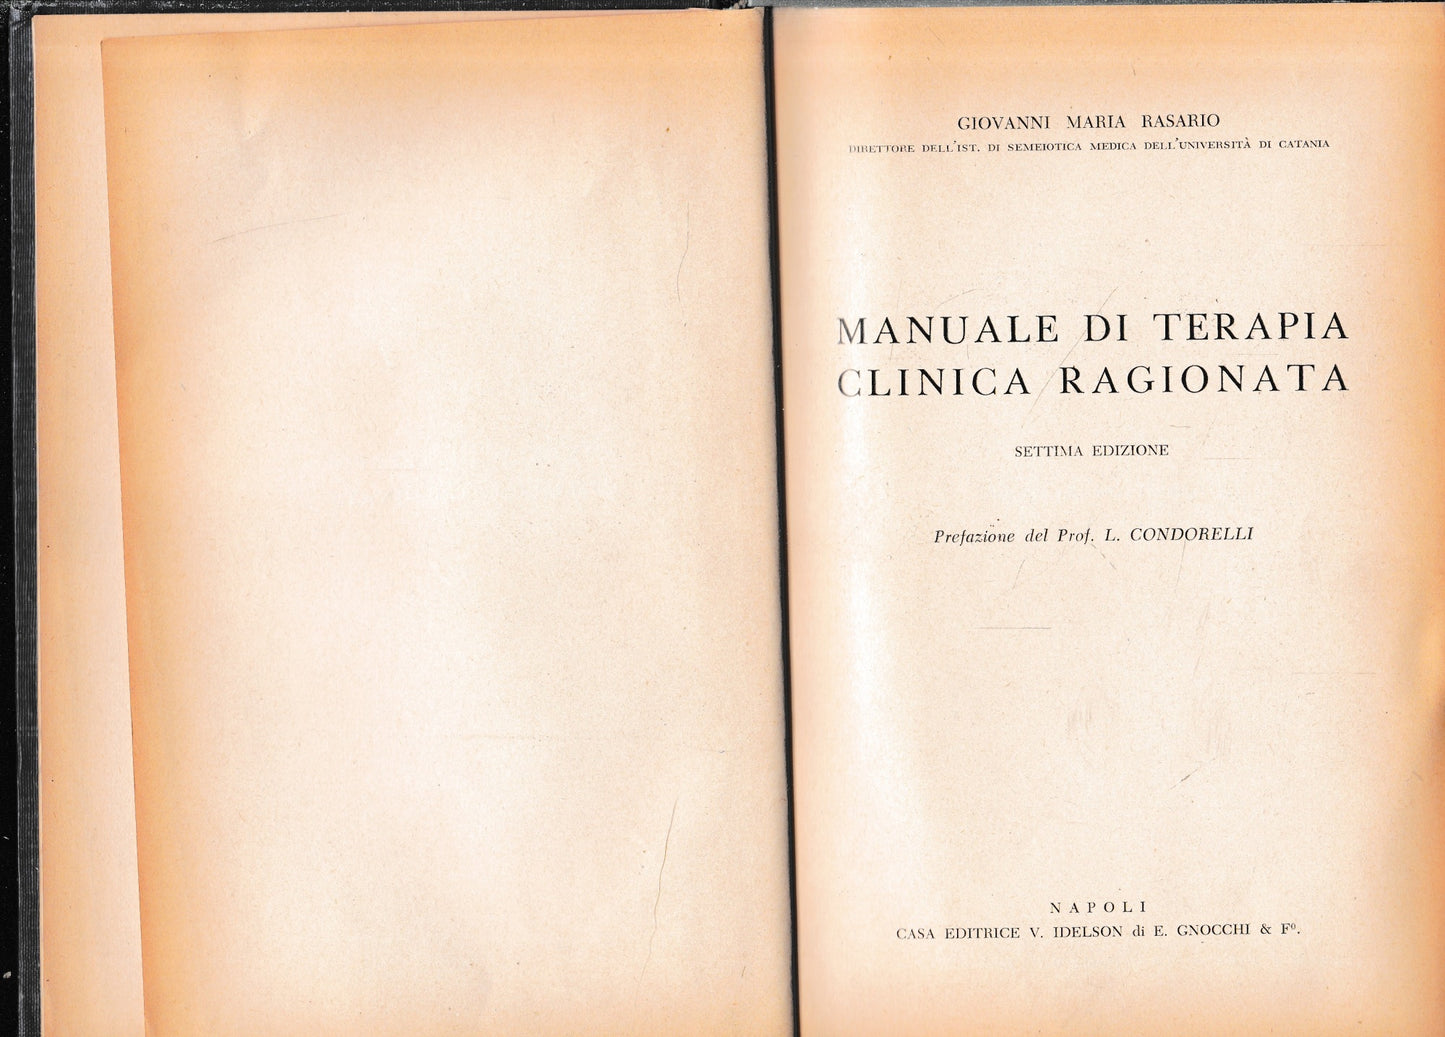 GIOVANNI MARIA RASARIO
DIRETTORE DELL'IST. DI SEMEIOTICA MEDICA DELL'UNIVERSITÀ DI CATANIA
MANUALE DI TERAPIA
CLINICA RAGIONATA
SETTIMA EDIZIONE
Prefazione del Prof. L. CONDORELLI
NAPOLI
CASA EDITRICE V. IDELSON di E. GNOCCHI & Fº.